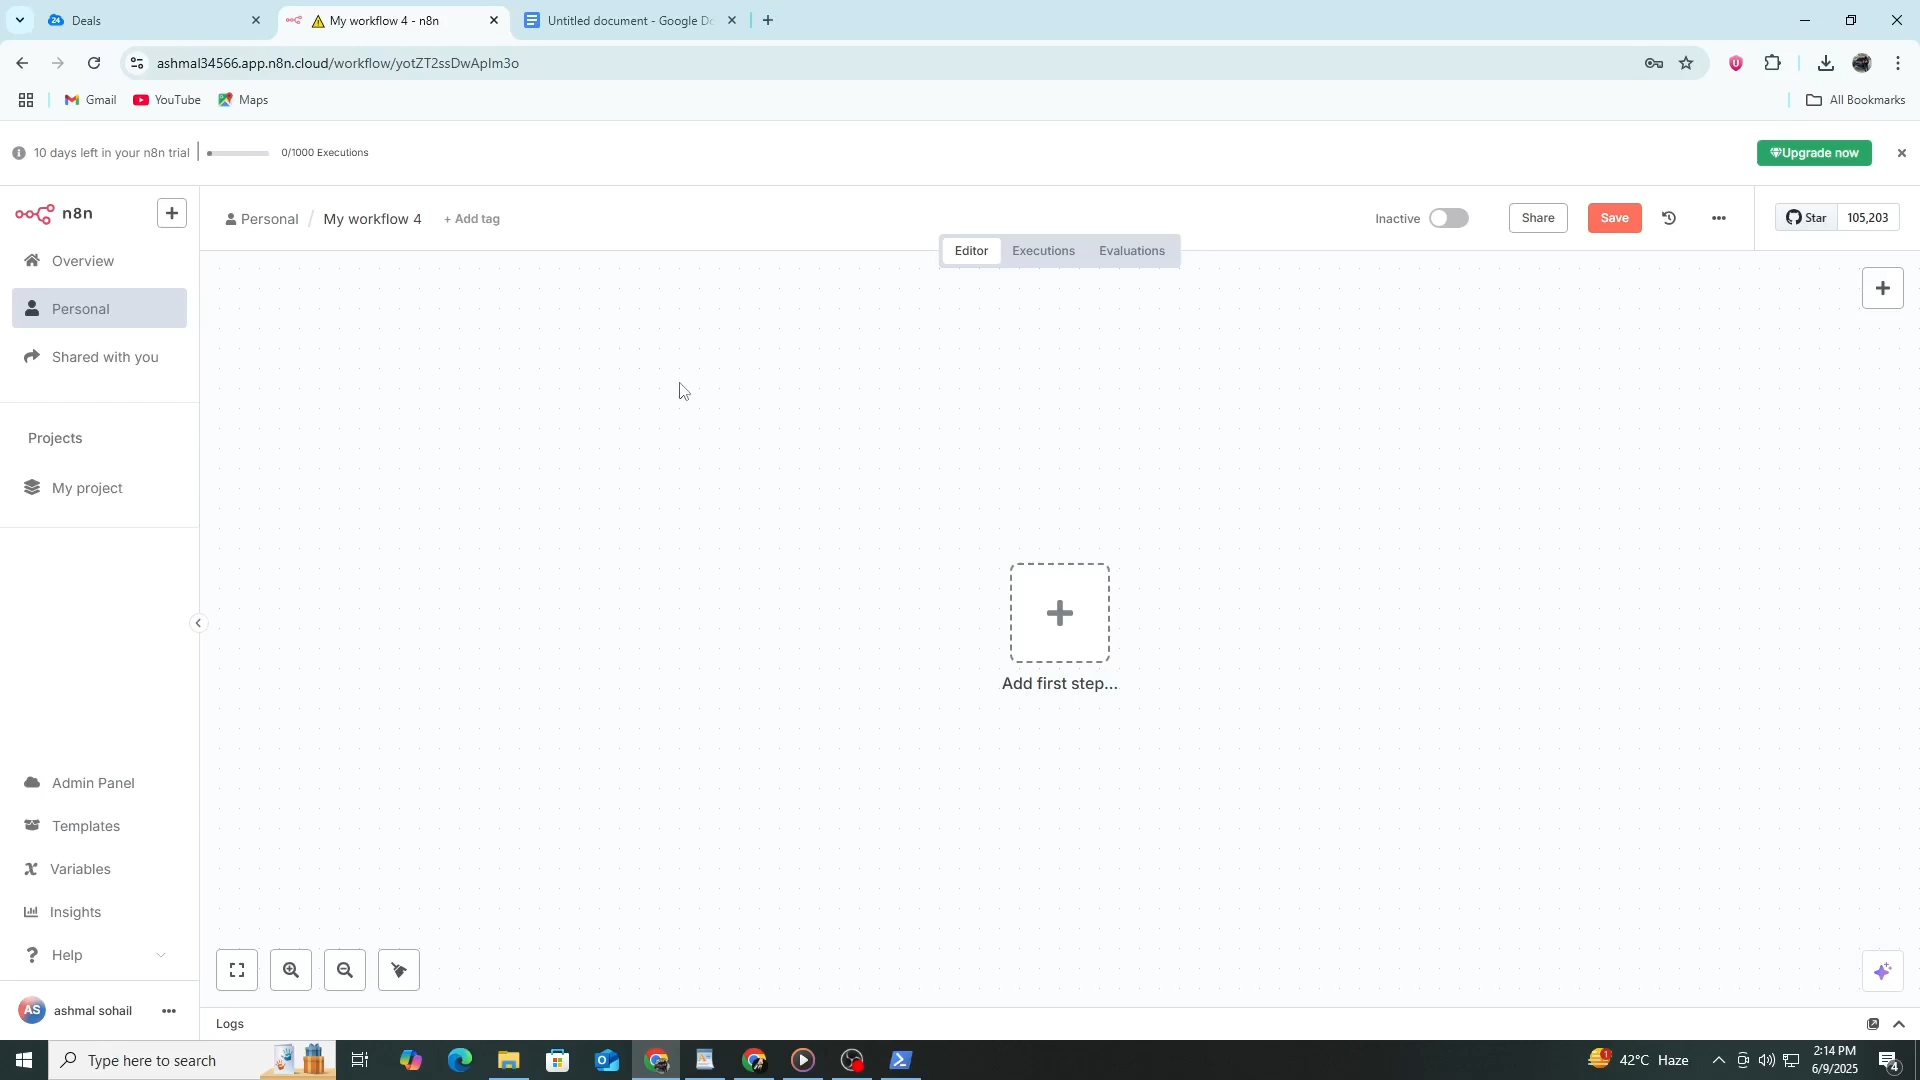 Deals
My workflow 4 - n8n
Untitled document - Google Do
ashmal34566.app.n8n.cloud/workflow/yotZT2ssDwAplm3o
Gmail
YouTube
Maps
All Bookmarks
10 days left in your n8n trial
0/1000 Executions
Upgrade now
n8n
Personal / My workflow 4
+ Add tag
Inactive
Share
Save
Star
105,203
Editor
Executions
Evaluations
Overview
Personal
Shared with you
Projects
My project
Add first step...
Admin Panel
Templates
Variables
Insights
Help
AS
ashmal sohail
Logs
Type here to search
42°C Haze
2:14 PM
6/9/2025